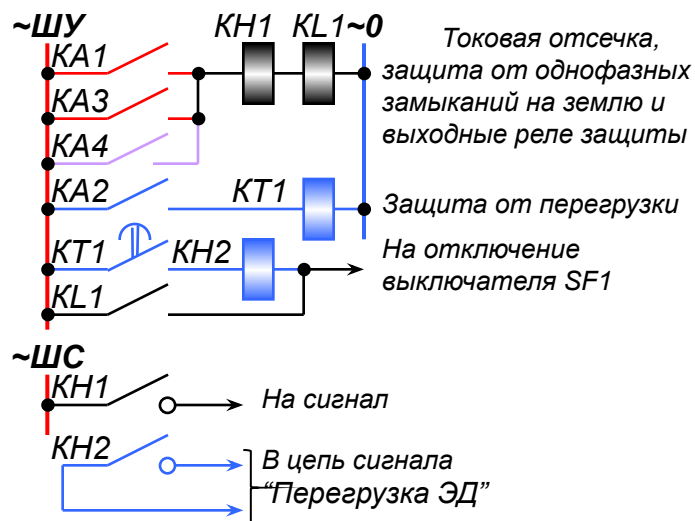 ~ШУ
КН1
KL1
~0
КА1
КА3
КА4
КА2
КТ1
КТ1
КН2
KL1
Токовая отсечка,
защита от однофазных
замыканий на землю и
выходные реле защиты
Защита от перегрузки
На отключение
выключателя SF1
~ШС
КН1
На сигнал
КН2
В цепь сигнала
“Перегрузка ЭД”